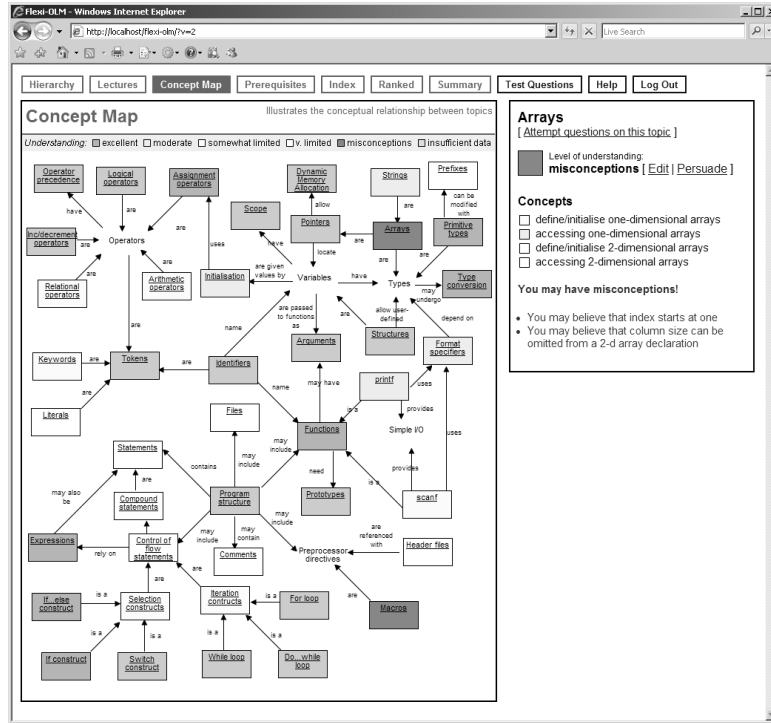 Flexi-OLM - Windows Internet Explorer
http://localhost/flexi-olm/?v=2
Live Search
Hierarchy
Lectures
Concept Map
Prerequisites
Index
Ranked
Summary
Test Questions
Help
Log Out
Concept Map
Illustrates the conceptual relationship between topics
Understanding: excellent moderate somewhat limited v. limited misconceptions insufficient data
Operator
precedence
Logical
operators
Assignment
operators
Dynamic
Memory
Allocation
Strings
Prefixes
have
are
are
allow
are
can be
modified
with
Scope
Pointers
Arrays
Primitive
types
Inc/decrement
operators
are
Operators
uses
have
locate
are
are
Relational
operators
are
are
Arithmetic
operators
Initialisation
are given
values by
Variables
have
Types
may
undergo
Type
conversion
are
name
are passed
to functions
as
are
allow user-
defined
depend on
Arguments
Structures
Format
specifiers
Keywords
are
Tokens
are
Identifiers
may have
printf
uses
are
name
is a
provides
Literals
Files
Functions
Simple I/O
uses
Statements
contains
may
include
may
include
need
provides
is a
may also
be
are
Compound
statements
Program
structure
Prototypes
scanf
Expressions
rely on
Control of
flow
statements
may
include
may
contain
may
include
are
referenced
with
Comments
Preprocessor
directives
Header files
are
are
If...else
construct
is a
Selection
constructs
Iteration
contructs
is a
For loop
are
Macros
is a
is a
is a
is a
If construct
Switch
construct
While loop
Do...while
loop
Arrays
[ Attempt questions on this topic ]
Level of understanding:
misconceptions [ Edit | Persuade ]
Concepts
define/initialise one-dimensional arrays
accessing one-dimensional arrays
define/initialise 2-dimensional arrays
accessing 2-dimensional arrays
You may have misconceptions!
• You may believe that index starts at one
• You may believe that column size can be
omitted from a 2-d array declaration